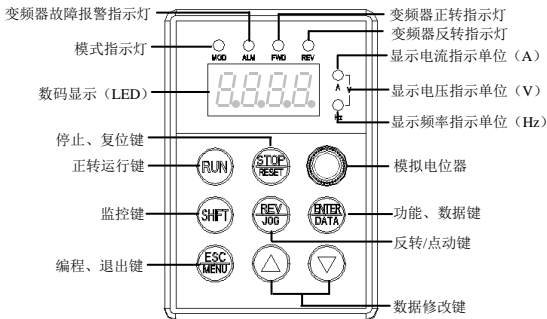 变频器故障报警指示灯
变频器正转指示灯
变频器反转指示灯
模式指示灯
MOD ALM FWD REV
显示电流指示单位（A）
A
V
数码显示（LED）
8.8.8.8.
显示电压指示单位（V）
Hz
显示频率指示单位（Hz）
停止、复位键
正转运行键
RUN
STOP
RESET
模拟电位器
监控键
SHIFT
REV
JOG
ENTER
DATA
功能、数据键
反转/点动键
编程、退出键
ESC
MENU
数据修改键